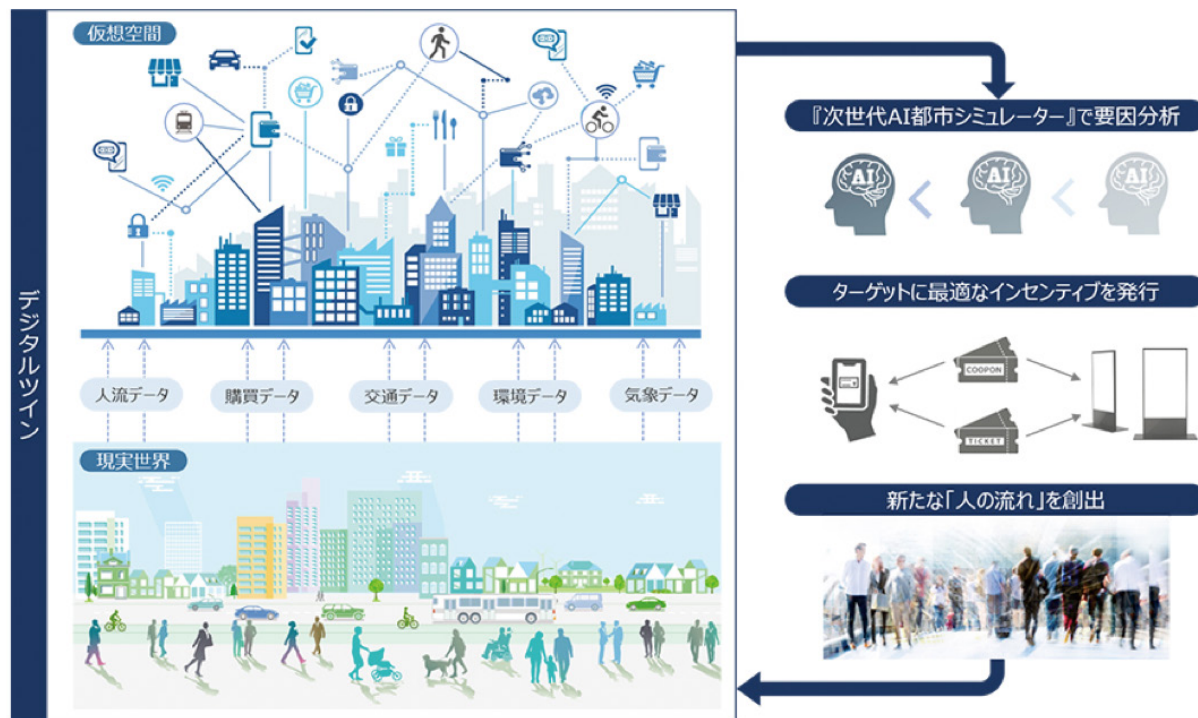 デジタルツイン
仮想空間
人流データ
購買データ
交通データ
環境データ
気象データ
現実世界
『次世代AI都市シミュレーター』で要因分析
AI
AI
AI
ターゲットに最適なインセンティブを発行
COOPON
TICKET
新たな「人の流れ」を創出